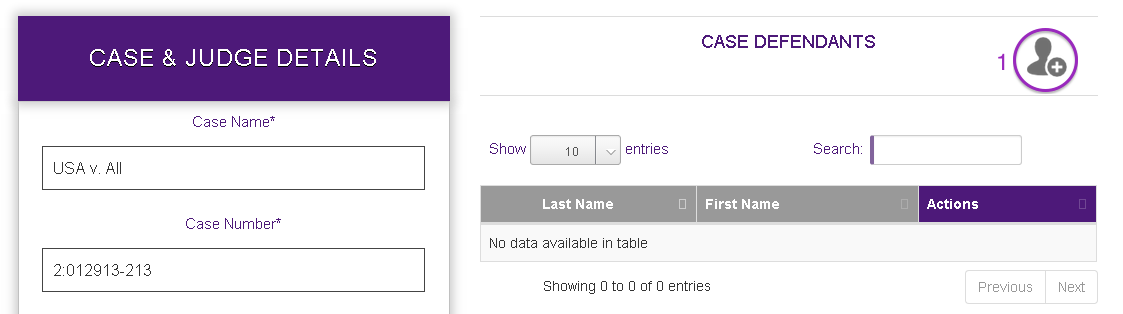 CASE & JUDGE DETAILS
Case Name*
USA v. All
Case Number*
2:012913-213
CASE DEFENDANTS
1
Show 10 entries
Search:
Last Name First Name Actions
No data available in table
Showing 0 to 0 of 0 entries
Previous Next